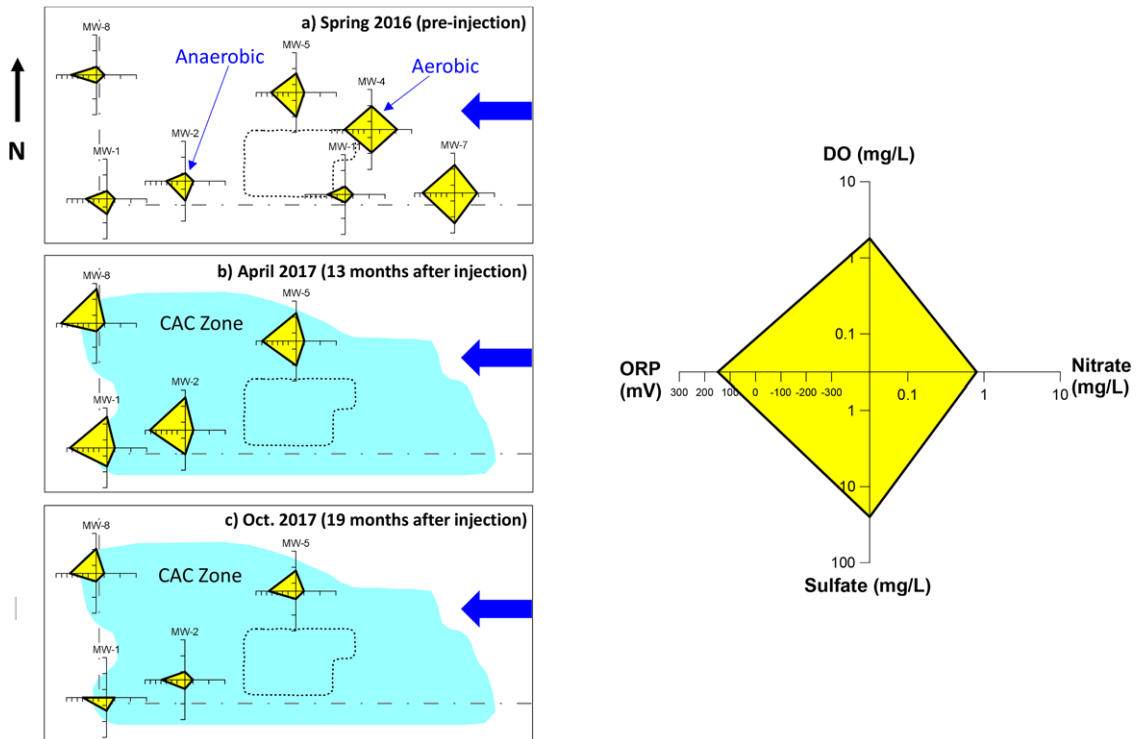 a) Spring 2016 (pre-injection)
MW-8
MW-5
Anaerobic
Aerobic
MW-4
N
MW-2
MW-1
MW-11
MW-7
b) April 2017 (13 months after injection)
MW-8
CAC Zone
MW-5
MW-2
MW-1
c) Oct. 2017 (19 months after injection)
MW-8
CAC Zone
MW-5
MW-2
MW-1
DO (mg/L)
10
1
0.1
ORP
(mV)
300 200 100 0 -100 -200 -300
Nitrate
(mg/L)
0.1
1
10
1
10
100
Sulfate (mg/L)